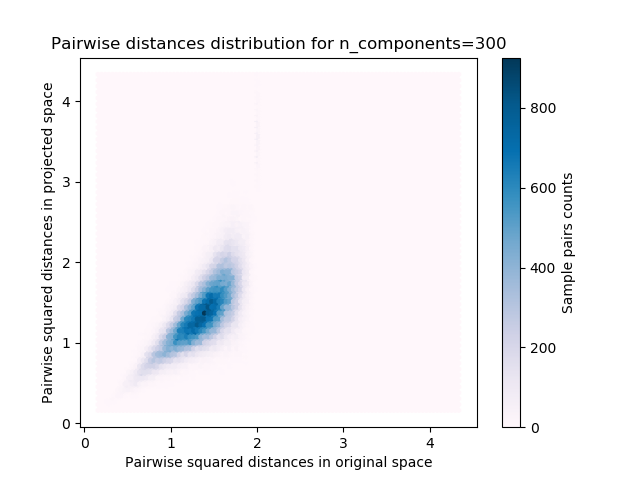 Pairwise distances distribution for n_components=300
Pairwise squared distances in projected space
4
3
2
1
0
0 1 2 3 4
Pairwise squared distances in original space
800
600
400
200
0
Sample pairs counts